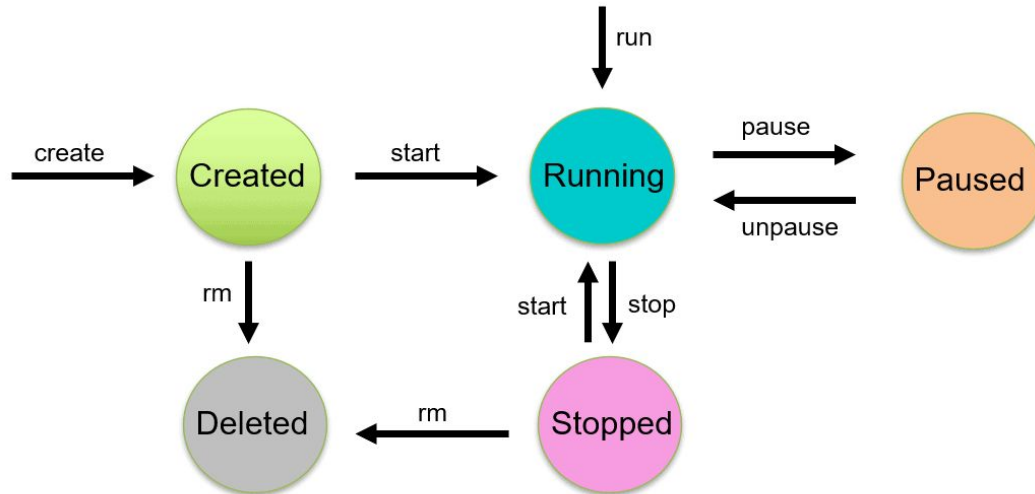 run
create
Created
start
Running
pause
unpause
Paused
rm
start
stop
Deleted
rm
Stopped